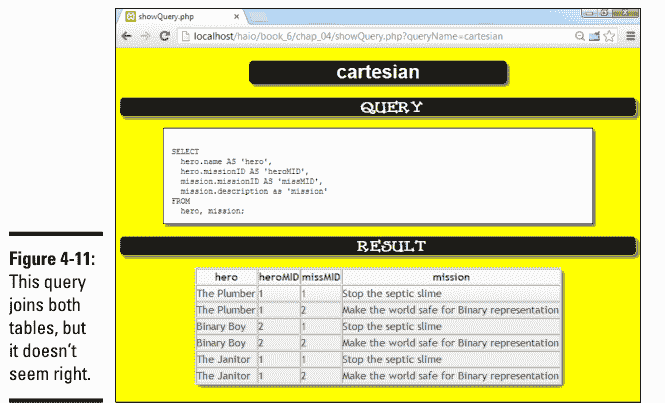 showQuery.php
localhost/haio/book_6/chap_04/showQuery.php?queryName=cartesian
cartesian
QUERY
SELECT
hero.name AS 'hero',
hero.missionID AS 'heroMID',
mission.missionID AS 'missMID',
mission.description as 'mission'
FROM
hero, mission;
RESULT
hero heroMID missMID mission
The Plumber 1 1 Stop the septic slime
The Plumber 1 2 Make the world safe for Binary representation
Binary Boy 2 1 Stop the septic slime
Binary Boy 2 2 Make the world safe for Binary representation
The Janitor 1 1 Stop the septic slime
The Janitor 1 2 Make the world safe for Binary representation
Figure 4-11:
This query
joins both
tables, but
it doesn't
seem right.